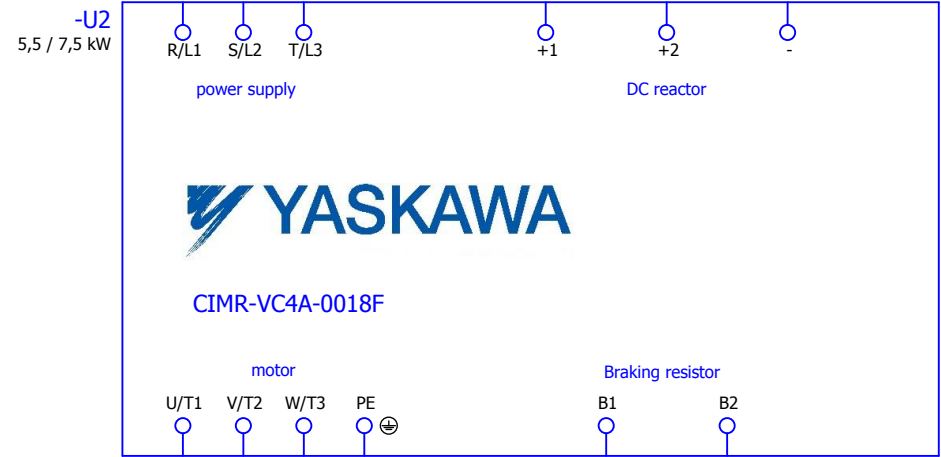 -U2
5,5 / 7,5 kW
R/L1 S/L2 T/L3 +1 +2 -
power supply DC reactor
YASKAWA
CIMR-VC4A-0018F
motor Braking resistor
U/T1 V/T2 W/T3 PE B1 B2